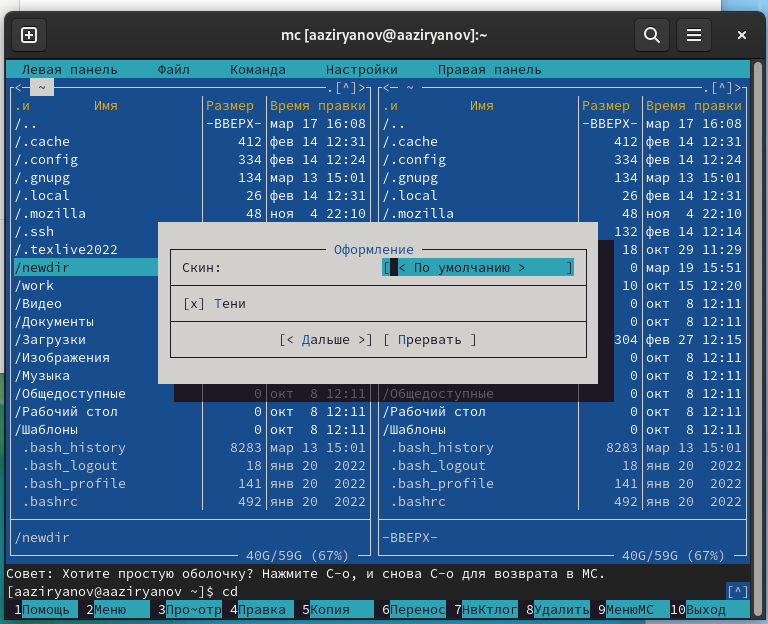 mc [aaziryanov@aaziryanov]:~
Левая панель Файл Команда Настройки Правая панель
<─ ~ .[^]> <─ ~ .[^]>
.и Имя Размер Время правки .и Имя Размер Время правки
/.. -ВВЕРХ- мар 17 16:08 /.. -ВВЕРХ- мар 17 16:08
/.cache 412 фев 14 12:31 /.cache 412 фев 14 12:31
/.config 334 фев 14 12:24 /.config 334 фев 14 12:24
/.gnupg 134 мар 13 15:01 /.gnupg 134 мар 13 15:01
/.local 26 фев 14 12:31 /.local 26 фев 14 12:31
/.mozilla 48 ноя 4 22:10 /.mozilla 48 ноя 4 22:10
/.ssh 132 фев 14 12:14
/.texlive2022 Оформление 18 окт 29 11:29
/newdir Скин: [ < По умолчанию > ] 0 мар 19 15:51
/work 10 окт 15 12:20
/Видео [x] Тени 0 окт 8 12:11
/Документы 0 окт 8 12:11
/Загрузки [< Дальше >] [ Прервать ] 304 фев 27 12:15
/Изображения 0 окт 8 12:11
/Музыка 0 окт 8 12:11
/Общедоступные 0 окт 8 12:11 /Общедоступные 0 окт 8 12:11
/Рабочий стол 0 окт 8 12:11 /Рабочий стол 0 окт 8 12:11
/Шаблоны 0 окт 8 12:11 /Шаблоны 0 окт 8 12:11
.bash_history 8283 мар 13 15:01 .bash_history 8283 мар 13 15:01
.bash_logout 18 янв 20 2022 .bash_logout 18 янв 20 2022
.bash_profile 141 янв 20 2022 .bash_profile 141 янв 20 2022
.bashrc 492 янв 20 2022 .bashrc 492 янв 20 2022
/newdir -ВВЕРХ-
40G/59G (67%) 40G/59G (67%)
Совет: Хотите простую оболочку? Нажмите C-o, и снова C-o для возврата в MC.
[aaziryanov@aaziryanov ~]$ cd [^]
1Помощь 2Меню 3Про~отр 4Правка 5Копия 6Перенос 7НвКтлог 8Удалить 9МенюMC 10Выход